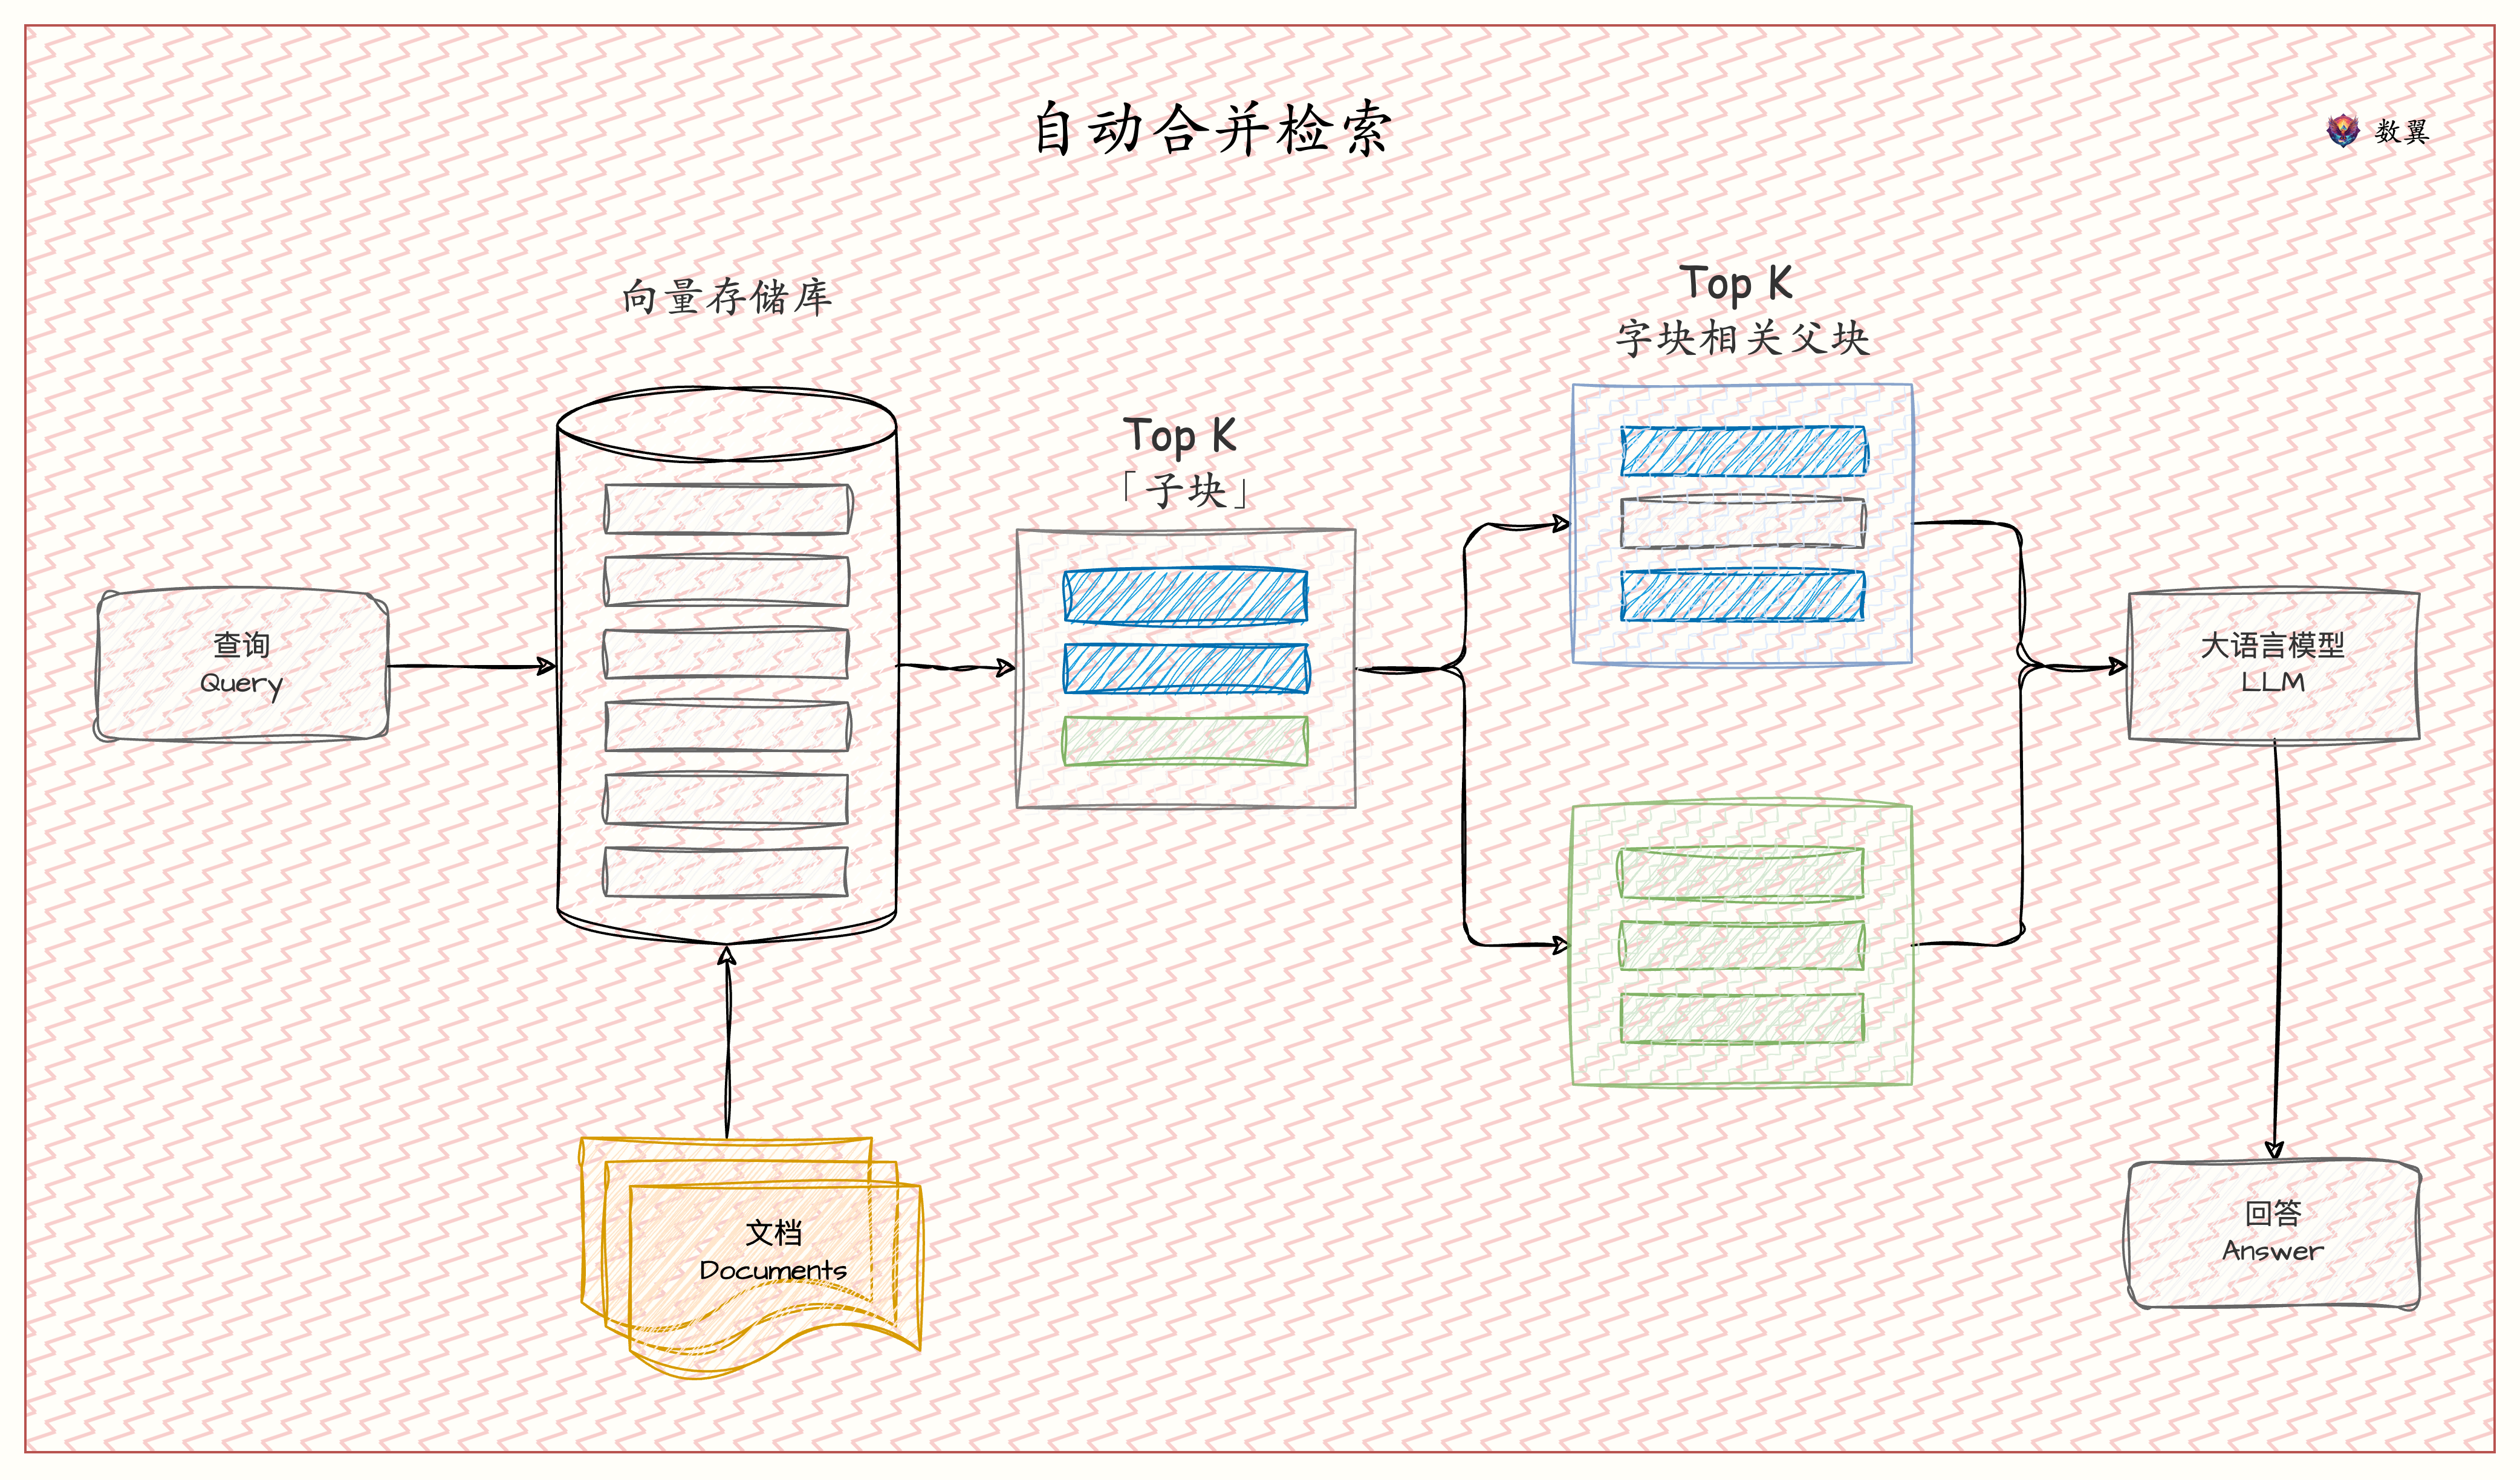 自动合并检索
数翼
向量存储库
Top K
字块相关父块
Top K
「子块」
查询
Query
大语言模型
LLM
文档
Documents
回答
Answer